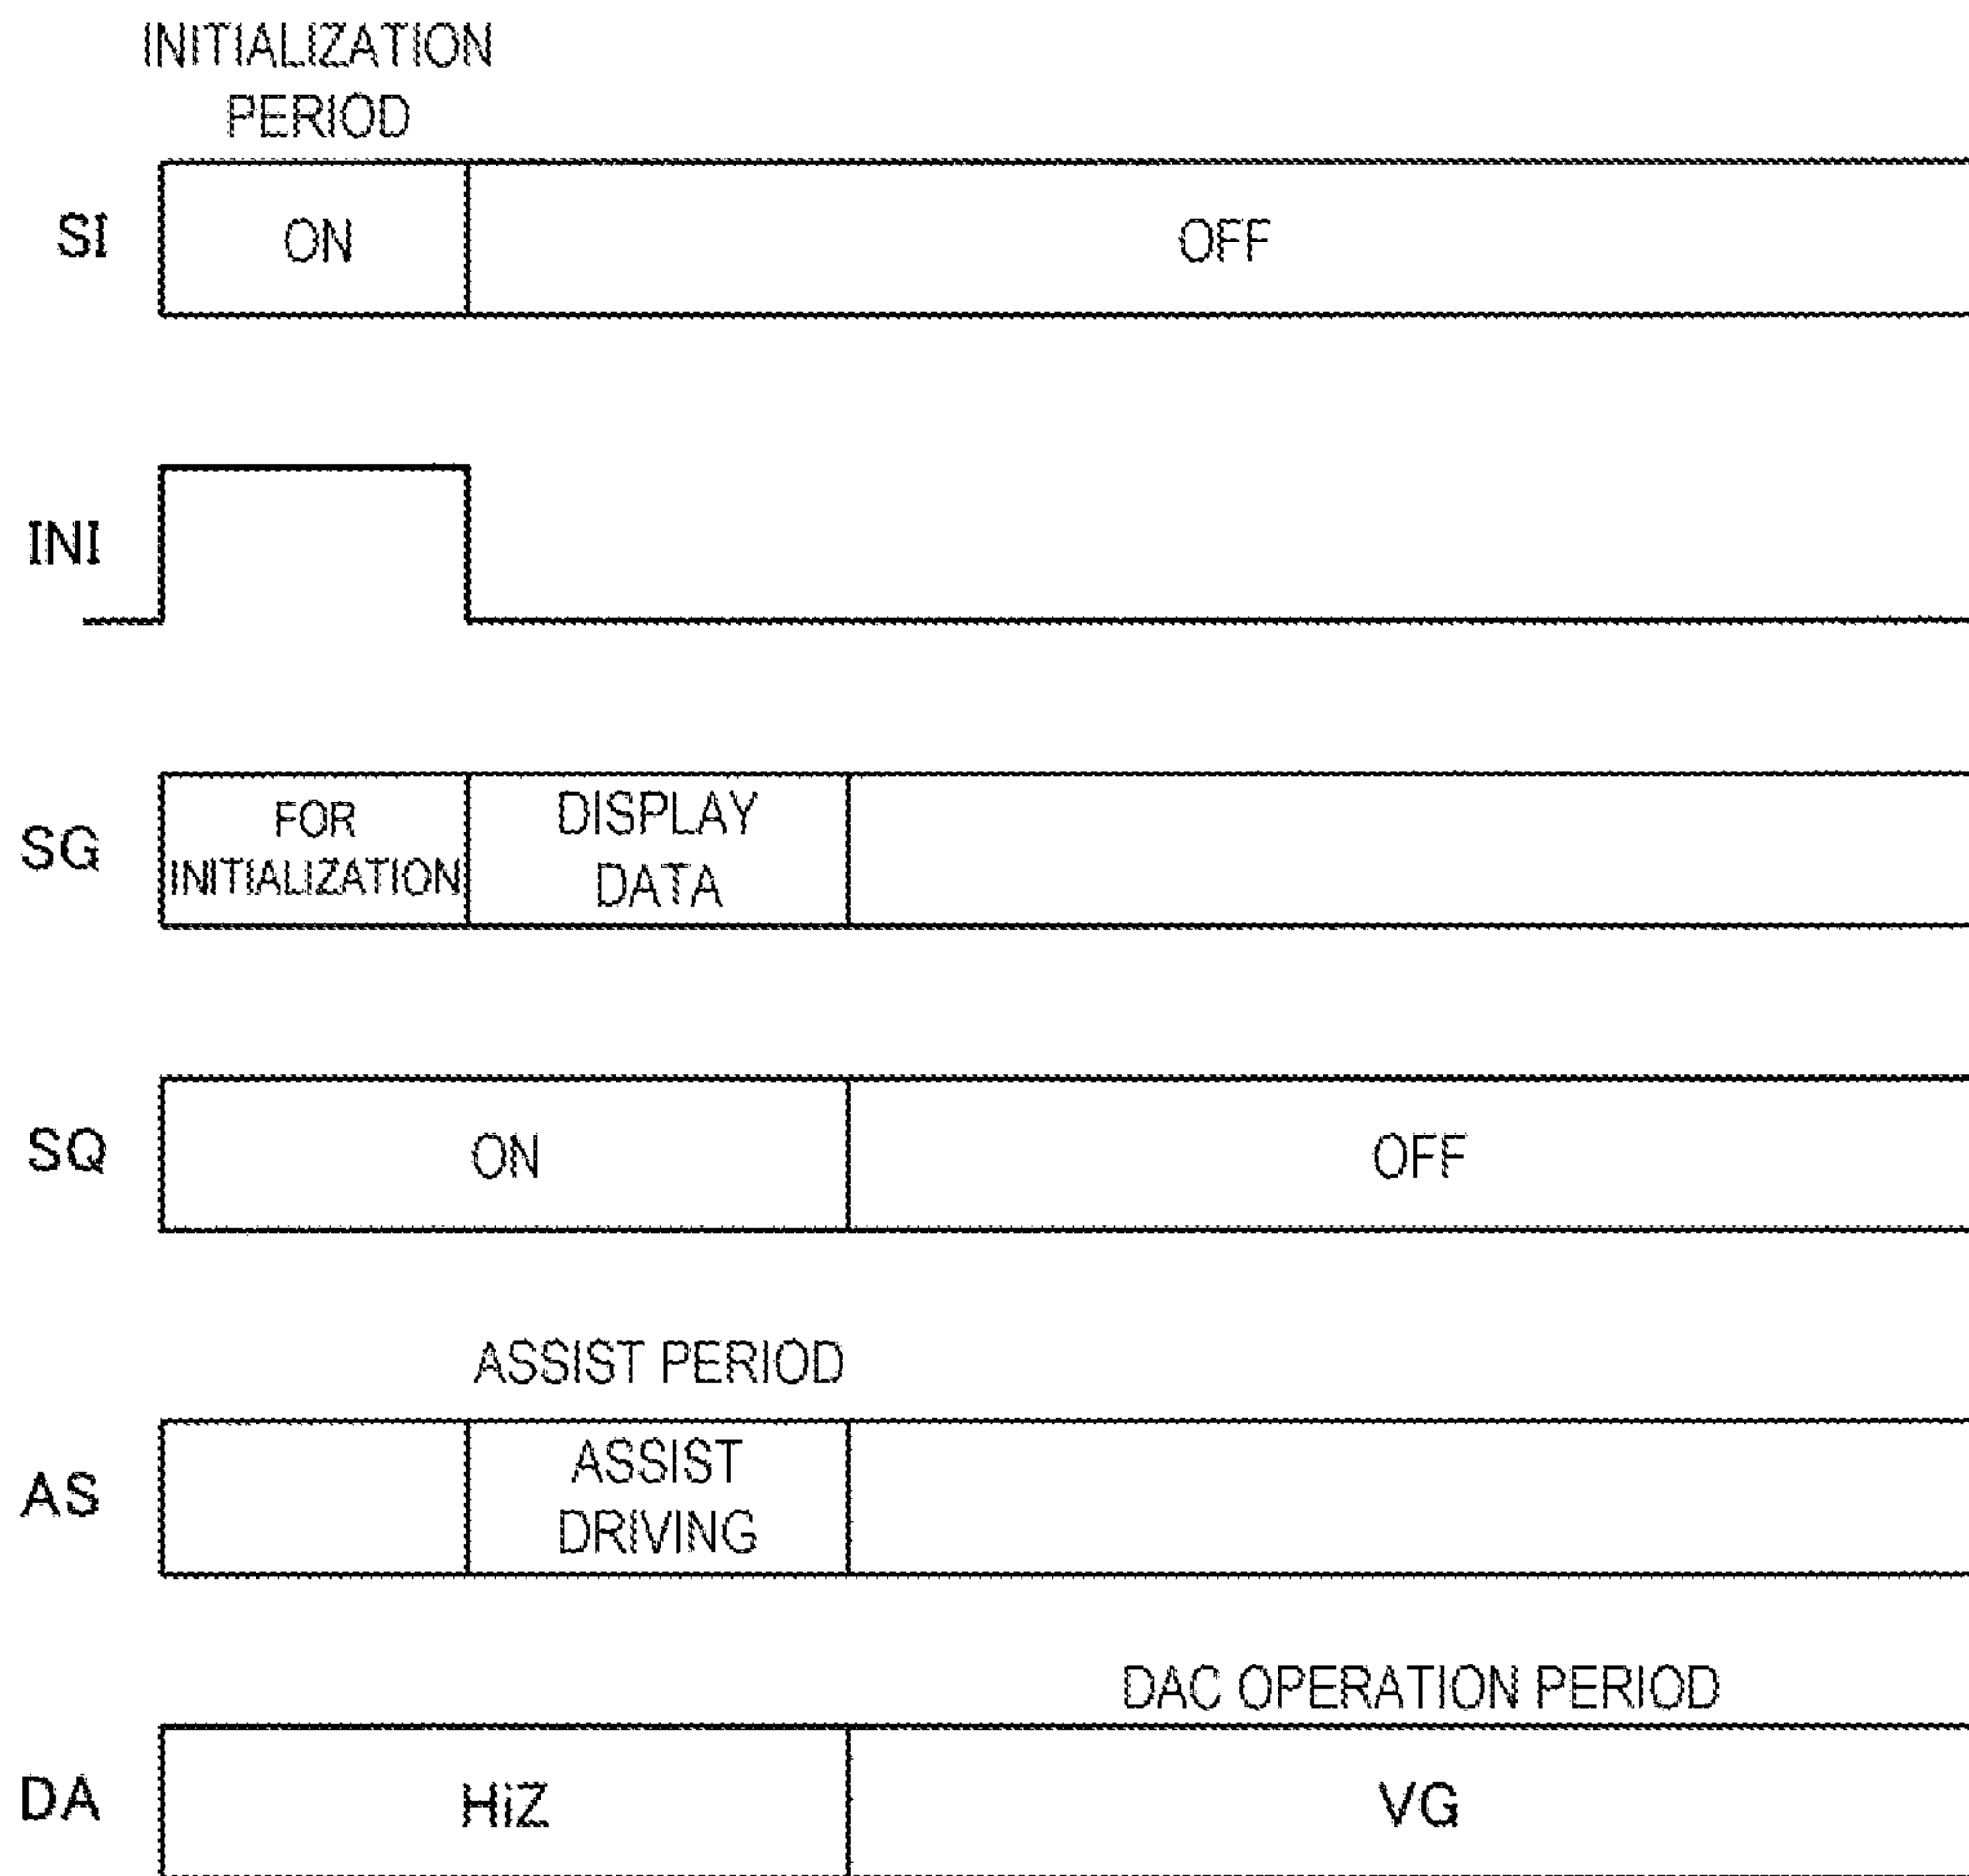 INITIALIZATION
PERIOD
SI ON OFF
INI
SG FOR INITIALIZATION DISPLAY DATA
SQ ON OFF
ASSIST PERIOD
AS ASSIST DRIVING
DAC OPERATION PERIOD
DA HiZ VG